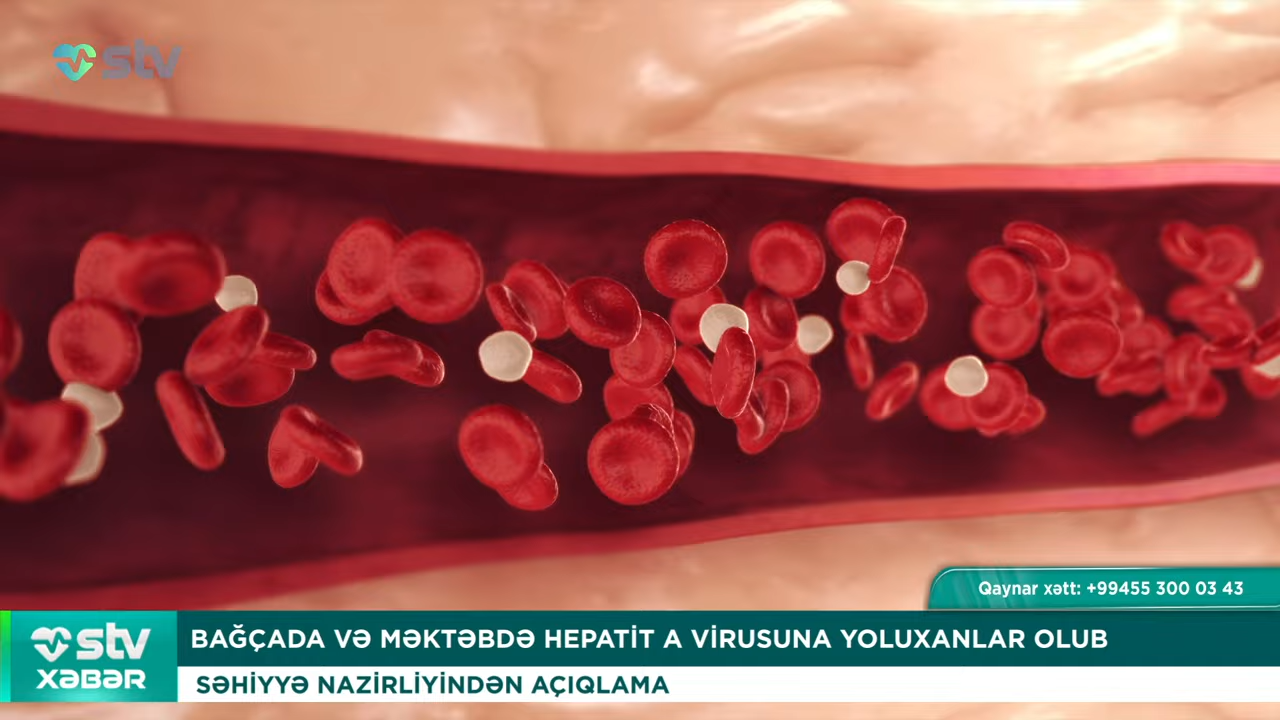 stv
Qaynar xətt: +99455 300 03 43
stv
XƏBƏR
BAĞÇADA VƏ MƏKTƏBDƏ HEPATİT A VİRUSUNA YOLUXANLAR OLUB
SƏHİYYƏ NAZİRLİYİNDƏN AÇIQLAMA